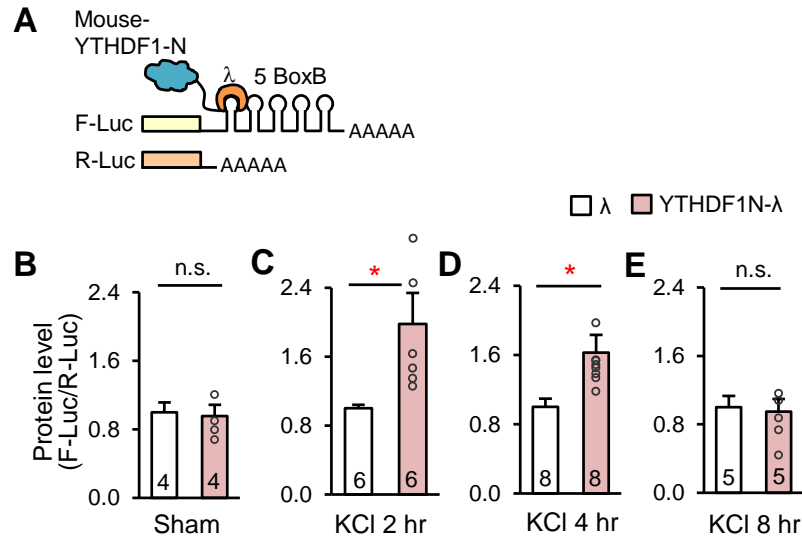 A
Mouse-
YTHDF1-N
λ 5 BoxB
F-Luc
AAAAA
R-Luc
AAAAA
λ YTHDF1N-λ
B
n.s.
Protein level
(F-Luc/R-Luc)
2.4
1.6
0.8
0.0
4 4
Sham
C
*
2.4
1.6
0.8
0.0
6 6
KCl 2 hr
D
*
2.4
1.6
0.8
0.0
8 8
KCl 4 hr
E
n.s.
2.4
1.6
0.8
0.0
5 5
KCl 8 hr